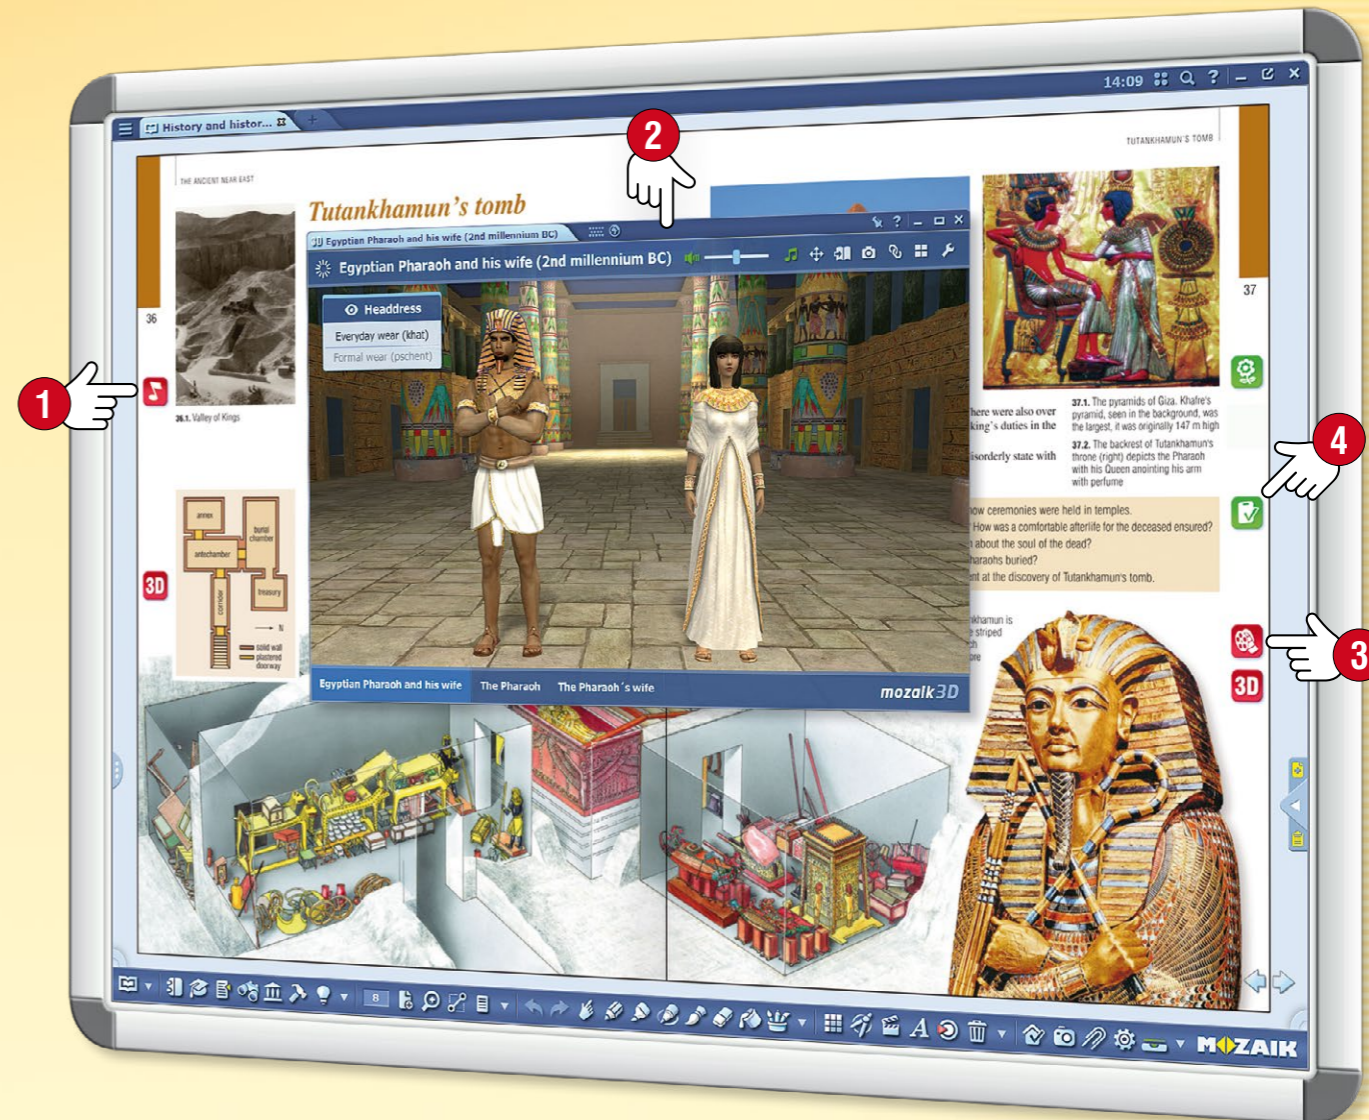 14:09
?
History and histor...
2
THE ANCIENT NEAR EAST
TUTANKHAMUN'S TOMB
Tutankhamun's tomb
3D Egyptian Pharaoh and his wife (2nd millennium BC)
?
Egyptian Pharaoh and his wife (2nd millennium BC)
Headdress
Everyday wear (khat)
Formal wear (pschent)
36
37
1
36.1. Valley of Kings
here were also over
king's duties in the
isorderly state with
37.1. The pyramids of Giza. Khafre's
pyramid, seen in the background, was
the largest, it was originally 147 m high
37.2. The backrest of Tutankhamun's
throne (right) depicts the Pharaoh
with his Queen anointing his arm
with perfume
4
ow ceremonies were held in temples.
How was a comfortable afterlife for the deceased ensured?
about the soul of the dead?
haraohs buried?
nt at the discovery of Tutankhamun's tomb.
annex
burial
chamber
antechamber
corridor
treasury
N
solid wall
plastered
doorway
3D
nkhamun is
striped
ch
ore
3
3D
Egyptian Pharaoh and his wife
The Pharaoh
The Pharaoh´s wife
mozaik3D
8
A
MOZAIK